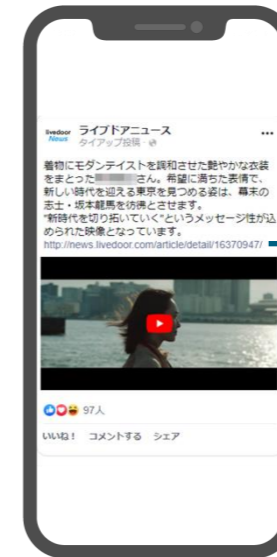 livedoor News
ライブドアニュース
タイアップ投稿・
着物にモダンテイストを調和させた艶やかな衣装
をまとった さん。希望に満ちた表情で、
新しい時代を迎える東京を見つめる姿は、幕末の
志士・坂本龍馬を彷彿とさせます。
"新時代を切り拓いていく"というメッセージ性が込
められた映像となっています。
http://news.livedoor.com/article/detail/16370947/
97人
いいね！ コメントする シェア